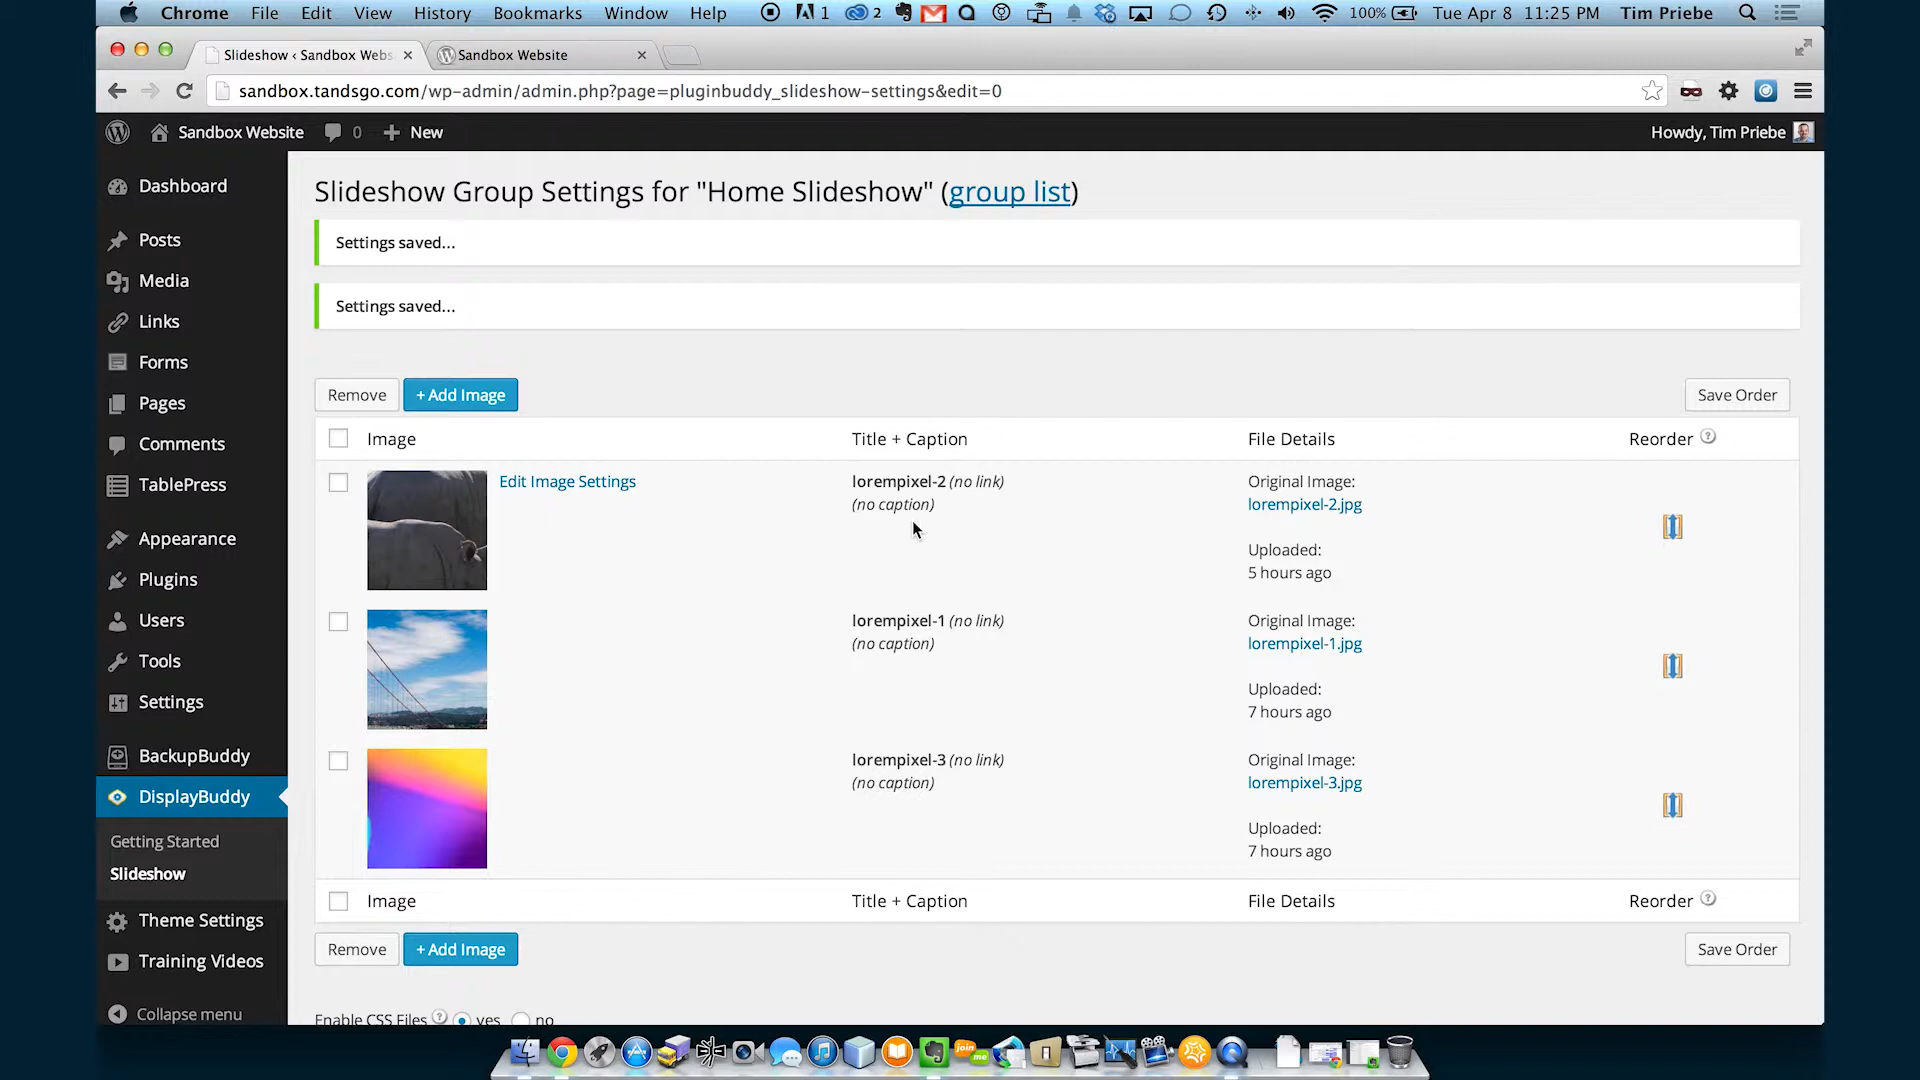 Chrome File Edit View History Bookmarks Window Help 1 2 100% Tue Apr 8 11:25 PM Tim Priebe
Slideshow ‹ Sandbox Webs
Sandbox Website
sandbox.tandsgo.com/wp-admin/admin.php?page=pluginbuddy_slideshow-settings&edit=0
Sandbox Website 0 + New Howdy, Tim Priebe
Dashboard
Posts
Media
Links
Forms
Pages
Comments
TablePress
Appearance
Plugins
Users
Tools
Settings
BackupBuddy
DisplayBuddy
Getting Started
Slideshow
Theme Settings
Training Videos
Collapse menu
Slideshow Group Settings for "Home Slideshow" (group list)
Settings saved...
Settings saved...
Remove + Add Image Save Order
Image Title + Caption File Details Reorder ?
Edit Image Settings lorempixel-2 (no link) Original Image:
(no caption) lorempixel-2.jpg
Uploaded:
5 hours ago
lorempixel-1 (no link) Original Image:
(no caption) lorempixel-1.jpg
Uploaded:
7 hours ago
lorempixel-3 (no link) Original Image:
(no caption) lorempixel-3.jpg
Uploaded:
7 hours ago
Image Title + Caption File Details Reorder ?
Remove + Add Image Save Order
Enable CSS Files ? yes no
join me